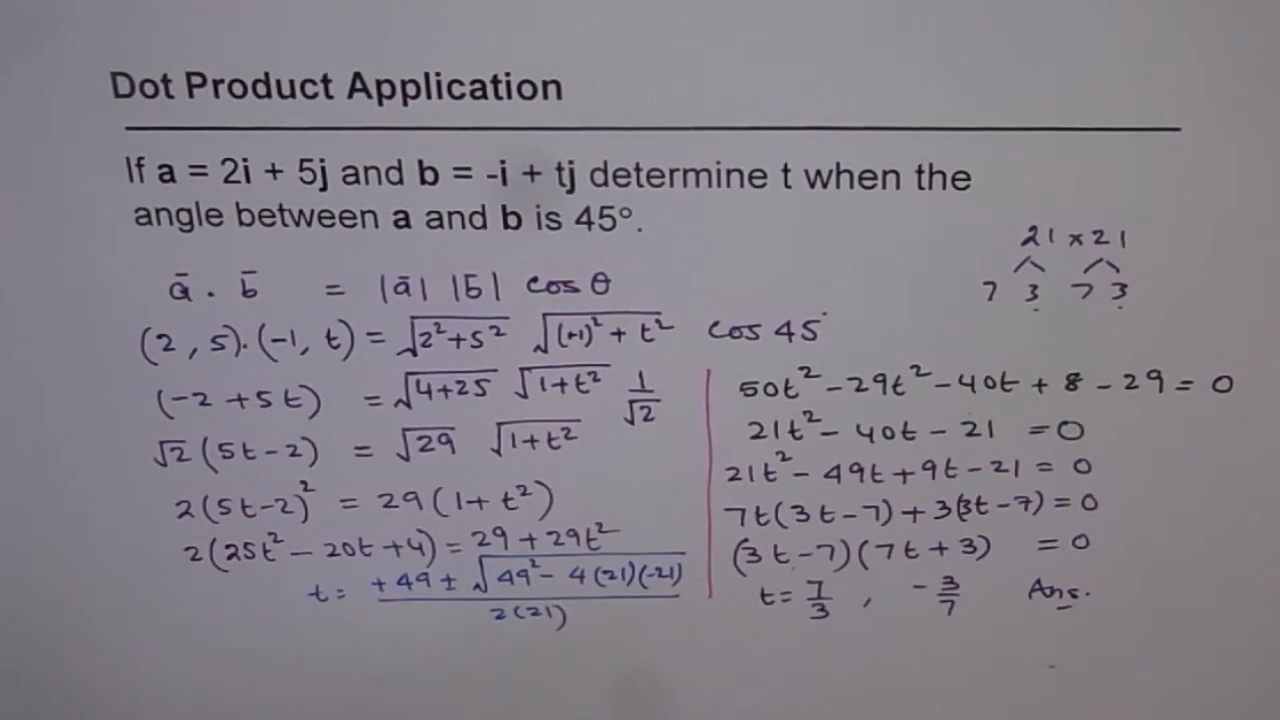 Dot Product Application
If a = 2i + 5j and b = -i + tj determine t when the
angle between a and b is 45°.
21 × 21
7 3 7 3
ā . b̄ = |ā| |b̄| cos θ
(2, 5).(-1, t) = √(2²+5²) √((-1)² + t²) cos 45°
(-2 + 5t) = √(4+25) √(1+t²) 1/√2
√2 (5t - 2) = √29 √(1+t²)
2(5t-2)² = 29(1 + t²)
2(25t² - 20t + 4) = 29 + 29t²
t = (+49 ± √(49² - 4(21)(-21))) / 2(21)
50t² - 29t² - 40t + 8 - 29 = 0
21t² - 40t - 21 = 0
21t² - 49t + 9t - 21 = 0
7t(3t - 7) + 3(3t - 7) = 0
(3t - 7)(7t + 3) = 0
t = 7/3 , -3/7 Ans.